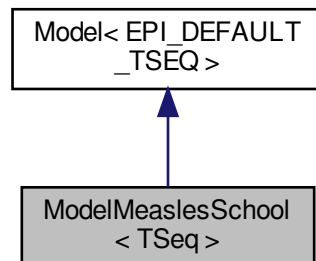 Model< EPI_DEFAULT
_TSEQ >
ModelMeaslesSchool
< TSeq >